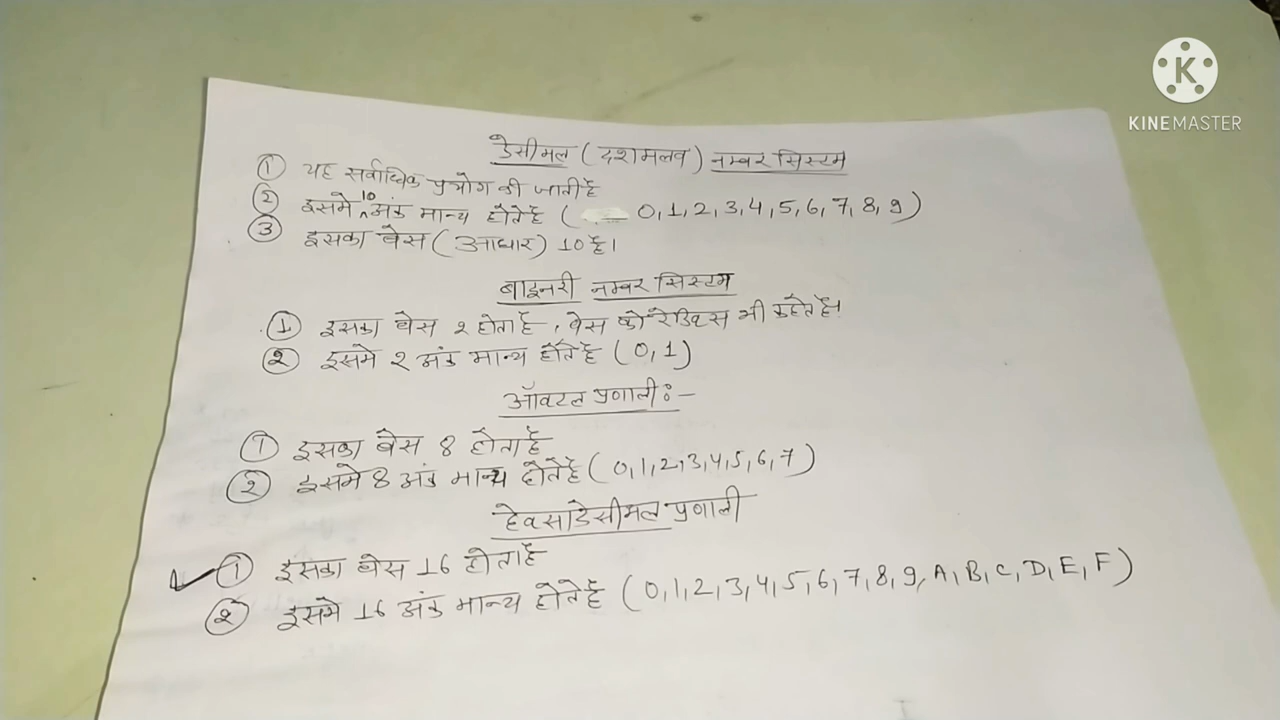 KINEMASTER
डेसीमल (दशमलव) नम्बर सिस्टम
① यह सर्वाधिक प्रयोग की जाती है
② इसमे 10 अंक मान्य होते है ( 0,1,2,3,4,5,6,7,8,9)
③ इसका बेस (आधार) 10 है।
बाइनरी नम्बर सिस्टम
① इसका बेस २ होता है, बेस को रेडिक्स भी कहते है।
② इसमे २ अंक मान्य होते है (0,1)
ऑक्टल प्रणाली :-
① इसका बेस 8 होता है
② इसमे 8 अंक मान्य होते है (0,1,2,3,4,5,6,7)
हेक्साडेसीमल प्रणाली
✓① इसका बेस 16 होता है
② इसमे 16 अंक मान्य होते है (0,1,2,3,4,5,6,7,8,9,A,B,C,D,E,F)